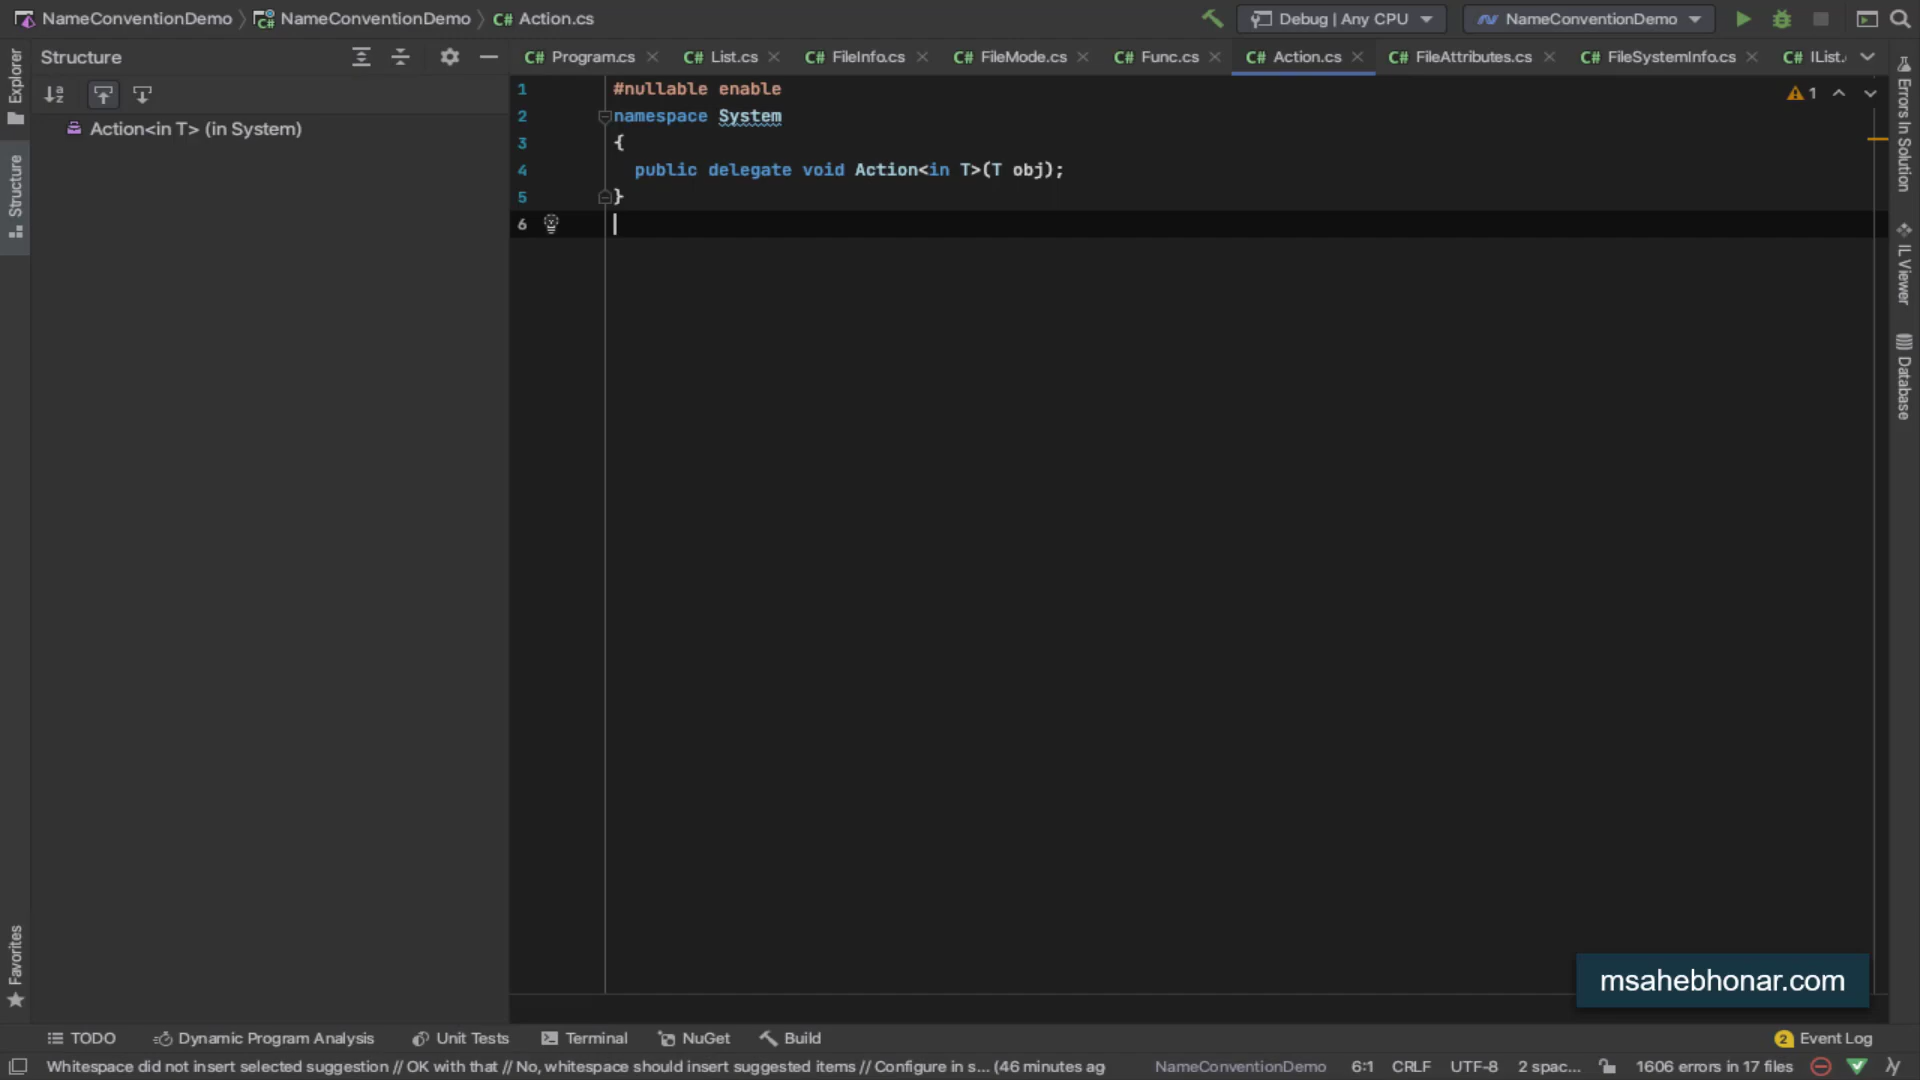 NameConventionDemo NameConventionDemo C# Action.cs Debug | Any CPU NameConventionDemo
Explorer
Structure
C# Program.cs C# List.cs C# FileInfo.cs C# FileMode.cs C# Func.cs C# Action.cs C# FileAttributes.cs C# FileSystemInfo.cs C# IList.
Action<in T> (in System)
Structure
Favorites
1 #nullable enable
2 namespace System
3 {
4 public delegate void Action<in T>(T obj);
5 }
6
1
Errors In Solution
IL Viewer
Database
msahebhonar.com
TODO Dynamic Program Analysis Unit Tests Terminal NuGet Build 2 Event Log
Whitespace did not insert selected suggestion // OK with that // No, whitespace should insert suggested items // Configure in s... (46 minutes ag NameConventionDemo 6:1 CRLF UTF-8 2 spac... 1606 errors in 17 files